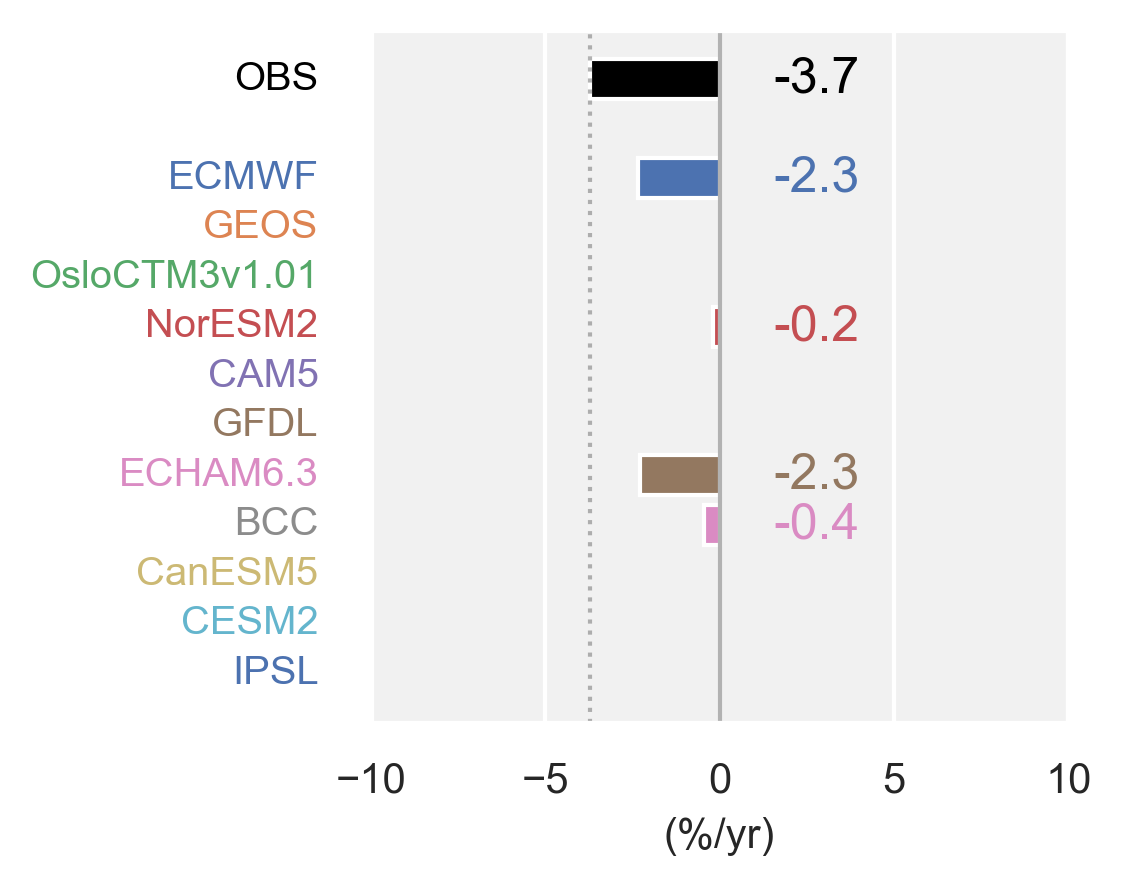 OBS -3.7
ECMWF -2.3
GEOS
OsloCTM3v1.01
NorESM2 -0.2
CAM5
GFDL
ECHAM6.3 -2.3
BCC -0.4
CanESM5
CESM2
IPSL
−10 −5 0 5 10
(%/yr)